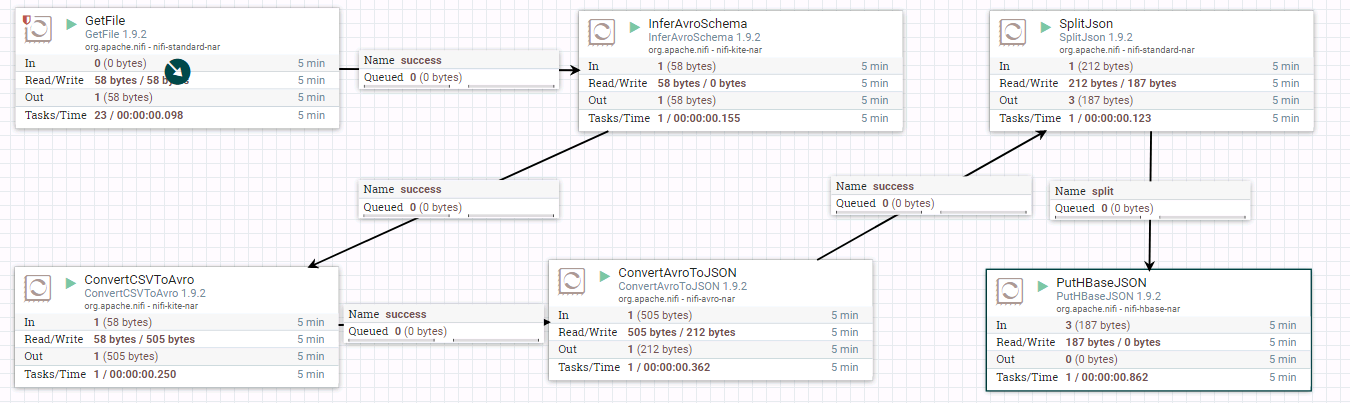 GetFile
GetFile 1.9.2
org.apache.nifi - nifi-standard-nar
In 0 (0 bytes) 5 min
Read/Write 58 bytes / 58 5 min
Out 1 (58 bytes) 5 min
Tasks/Time 23 / 00:00:00.098 5 min
Name success
Queued 0 (0 bytes)
InferAvroSchema
InferAvroSchema 1.9.2
org.apache.nifi - nifi-kite-nar
In 1 (58 bytes) 5 min
Read/Write 58 bytes / 0 bytes 5 min
Out 1 (58 bytes) 5 min
Tasks/Time 1 / 00:00:00.155 5 min
SplitJson
SplitJson 1.9.2
org.apache.nifi - nifi-standard-nar
In 1 (212 bytes) 5 min
Read/Write 212 bytes / 187 bytes 5 min
Out 3 (187 bytes) 5 min
Tasks/Time 1 / 00:00:00.123 5 min
Name success
Queued 0 (0 bytes)
Name success
Queued 0 (0 bytes)
Name split
Queued 0 (0 bytes)
ConvertCSVToAvro
ConvertCSVToAvro 1.9.2
org.apache.nifi - nifi-kite-nar
In 1 (58 bytes) 5 min
Read/Write 58 bytes / 505 bytes 5 min
Out 1 (505 bytes) 5 min
Tasks/Time 1 / 00:00:00.250 5 min
Name success
Queued 0 (0 bytes)
ConvertAvroToJSON
ConvertAvroToJSON 1.9.2
org.apache.nifi - nifi-avro-nar
In 1 (505 bytes) 5 min
Read/Write 505 bytes / 212 bytes 5 min
Out 1 (212 bytes) 5 min
Tasks/Time 1 / 00:00:00.362 5 min
PutHBaseJSON
PutHBaseJSON 1.9.2
org.apache.nifi - nifi-hbase-nar
In 3 (187 bytes) 5 min
Read/Write 187 bytes / 0 bytes 5 min
Out 0 (0 bytes) 5 min
Tasks/Time 1 / 00:00:00.862 5 min